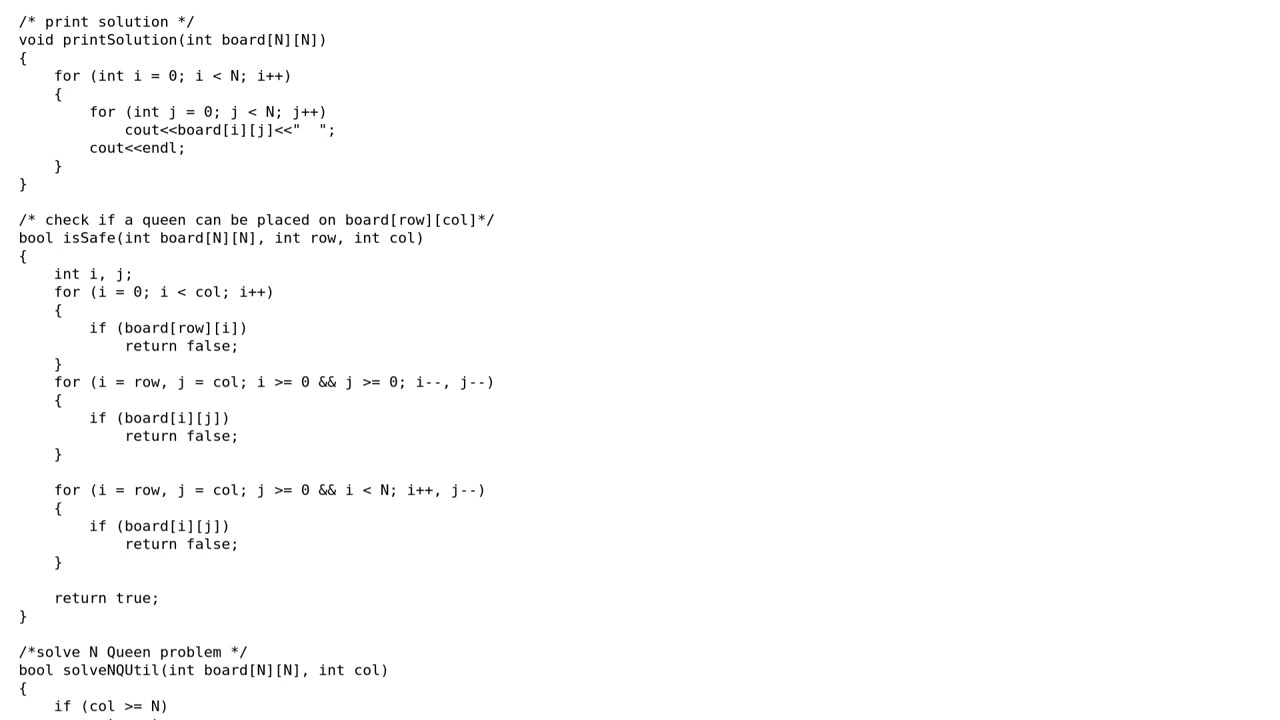 /* print solution */
void printSolution(int board[N][N])
{
    for (int i = 0; i < N; i++)
    {
        for (int j = 0; j < N; j++)
            cout<<board[i][j]<<"  ";
        cout<<endl;
    }
}

/* check if a queen can be placed on board[row][col]*/
bool isSafe(int board[N][N], int row, int col)
{
    int i, j;
    for (i = 0; i < col; i++)
    {
        if (board[row][i])
            return false;
    }
    for (i = row, j = col; i >= 0 && j >= 0; i--, j--)
    {
        if (board[i][j])
            return false;
    }

    for (i = row, j = col; j >= 0 && i < N; i++, j--)
    {
        if (board[i][j])
            return false;
    }

    return true;
}

/*solve N Queen problem */
bool solveNQUtil(int board[N][N], int col)
{
    if (col >= N)